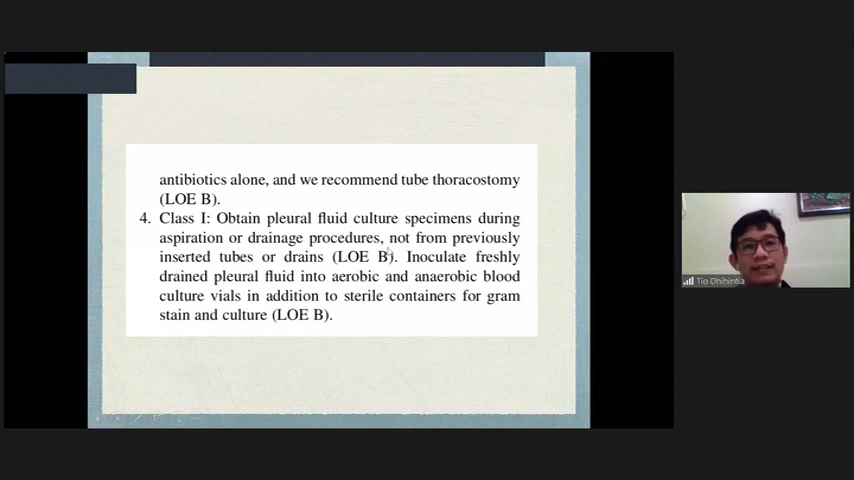 antibiotics alone, and we recommend tube thoracostomy
(LOE B).
4. Class I: Obtain pleural fluid culture specimens during
aspiration or drainage procedures, not from previously
inserted tubes or drains (LOE B). Inoculate freshly
drained pleural fluid into aerobic and anaerobic blood
culture vials in addition to sterile containers for gram
stain and culture (LOE B).
Tio Dhihintia